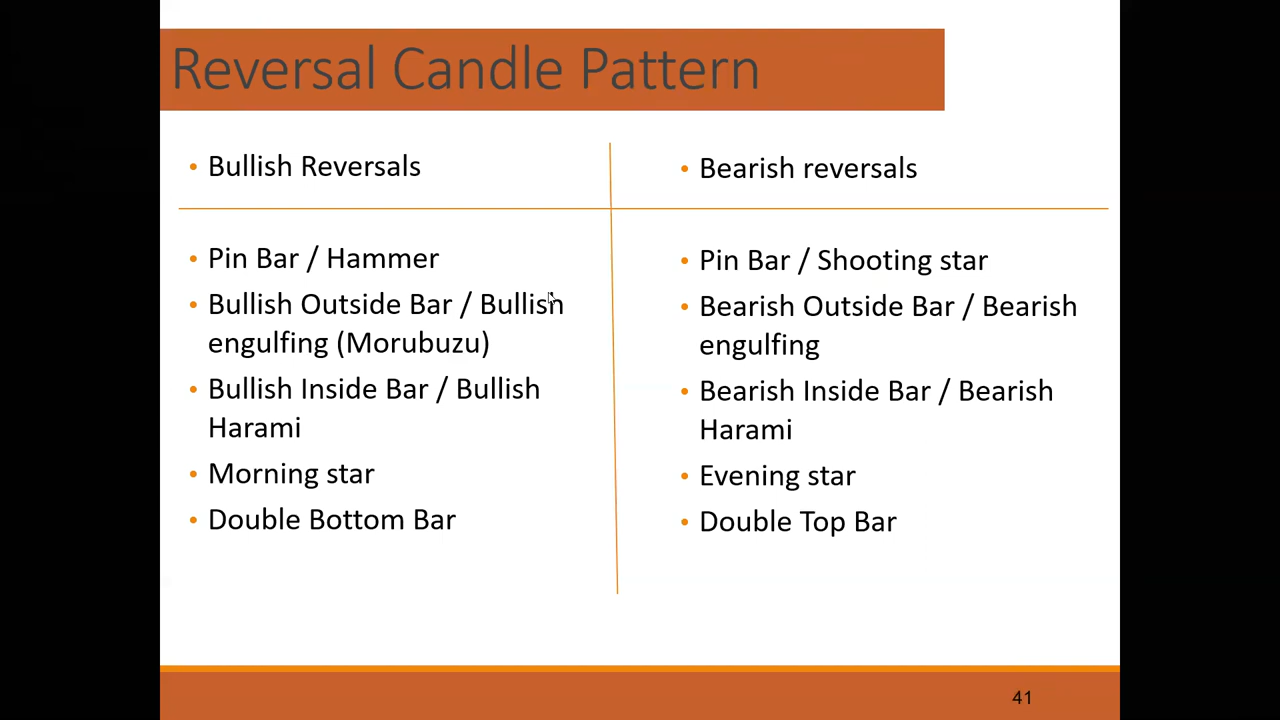 Reversal Candle Pattern
• Bullish Reversals
• Pin Bar / Hammer
• Bullish Outside Bar / Bullish
engulfing (Morubuzu)
• Bullish Inside Bar / Bullish
Harami
• Morning star
• Double Bottom Bar
• Bearish reversals
• Pin Bar / Shooting star
• Bearish Outside Bar / Bearish
engulfing
• Bearish Inside Bar / Bearish
Harami
• Evening star
• Double Top Bar
41